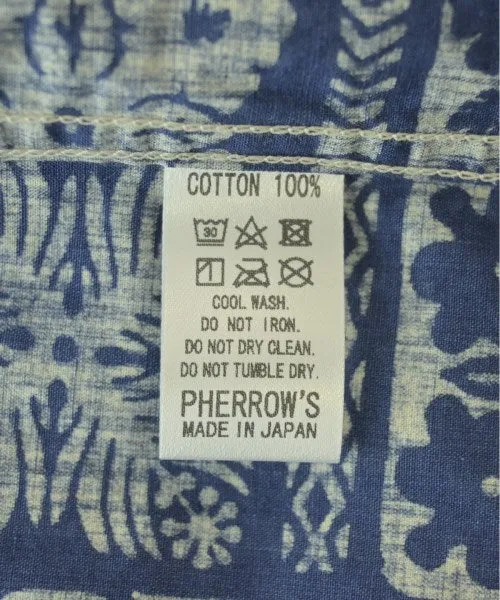 COTTON 100%
30
COOL WASH.
DO NOT IRON.
DO NOT DRY CLEAN.
DO NOT TUMBLE DRY.
PHERROW'S
MADE IN JAPAN